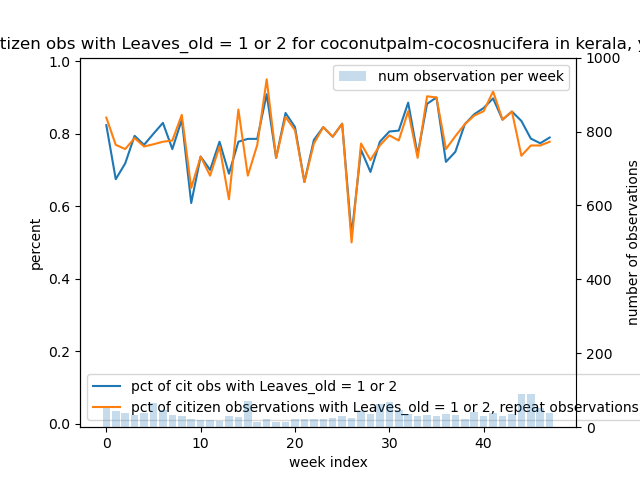 tizen obs with Leaves_old = 1 or 2 for coconutpalm-cocosnucifera in kerala,
num observation per week
1.0
0.8
0.6
0.4
0.2
0.0
percent
1000
800
600
400
200
0
number of observations
pct of cit obs with Leaves_old = 1 or 2
pct of citizen observations with Leaves_old = 1 or 2, repeat observations
0 10 20 30 40
week index